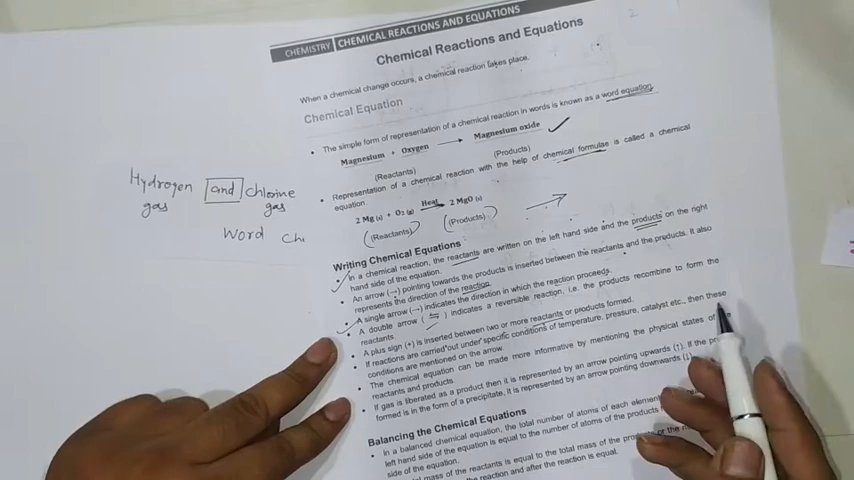 CHEMISTRY CHEMICAL REACTIONS AND EQUATIONS
Chemical Reactions and Equations
When a chemical change occurs, a chemical reaction takes place.
Chemical Equation
• The simple form of representation of a chemical reaction in words is known as a word equation.
Magnesium + Oxygen → Magnesium oxide
(Reactants) (Products)
• Representation of a chemical reaction with the help of chemical formulae is called a chemical
equation.
2 Mg (s) + O₂ (g) Heat → 2 MgO (s)
(Reactants) (Products)
Hydrogen and chlorine
gas gas
Word Ch
Writing Chemical Equations
• In a chemical reaction, the reactants are written on the left hand side and the products on the right
hand side of the equation.
• An arrow (→) pointing towards the products is inserted between the reactants and the products. It also
represents the direction of the reaction.
• A single arrow (→) indicates the direction in which the reaction proceeds.
• A double arrow (⇌) indicates a reversible reaction, i.e. the products recombine to form the
reactants.
• A plus sign (+) is inserted between two or more reactants or products formed.
• If reactions are carried out under specific conditions of temperature, pressure, catalyst etc., then these
conditions are mentioned on the arrow.
• The chemical equation can be made more informative by mentioning the physical states of
reactants and products.
• If gas is liberated as a product then it is represented by an arrow pointing upwards (↑). If the
formed is in the form of a precipitate, it is represented by an arrow pointing downwards (↓).
Balancing the Chemical Equations
• In a balanced chemical equation, the total number of atoms of each element
left hand side of the equation is equal to the number of atoms of the products
side of the equation.
mass of the reactants is equal to the total mass of the
the reaction and after the reaction is equal.